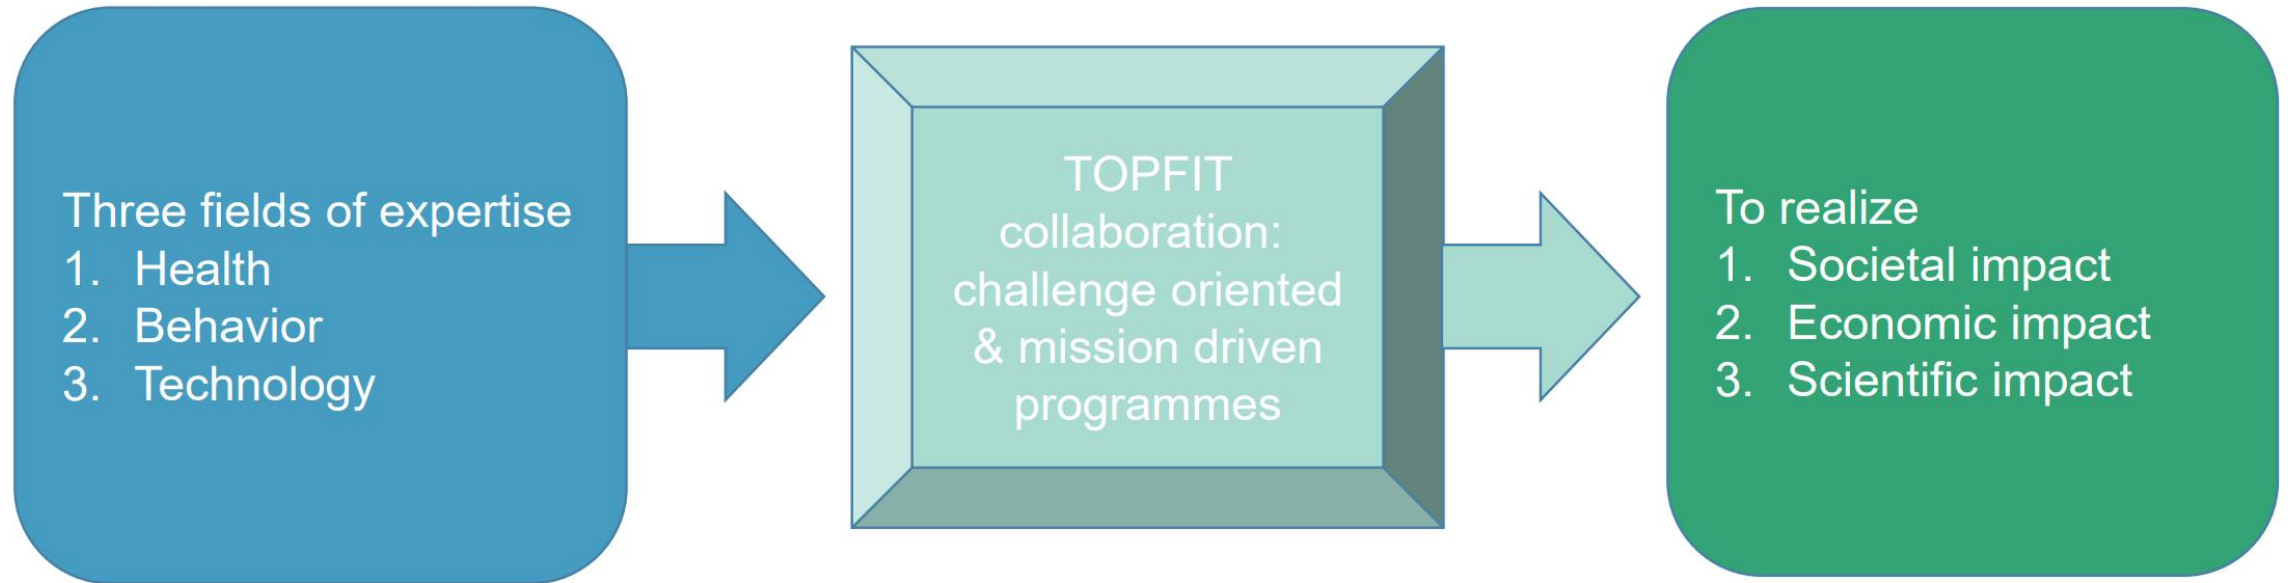 Three fields of expertise
1. Health
2. Behavior
3. Technology
TOPFIT
collaboration:
challenge oriented
& mission driven
programmes
To realize
1. Societal impact
2. Economic impact
3. Scientific impact